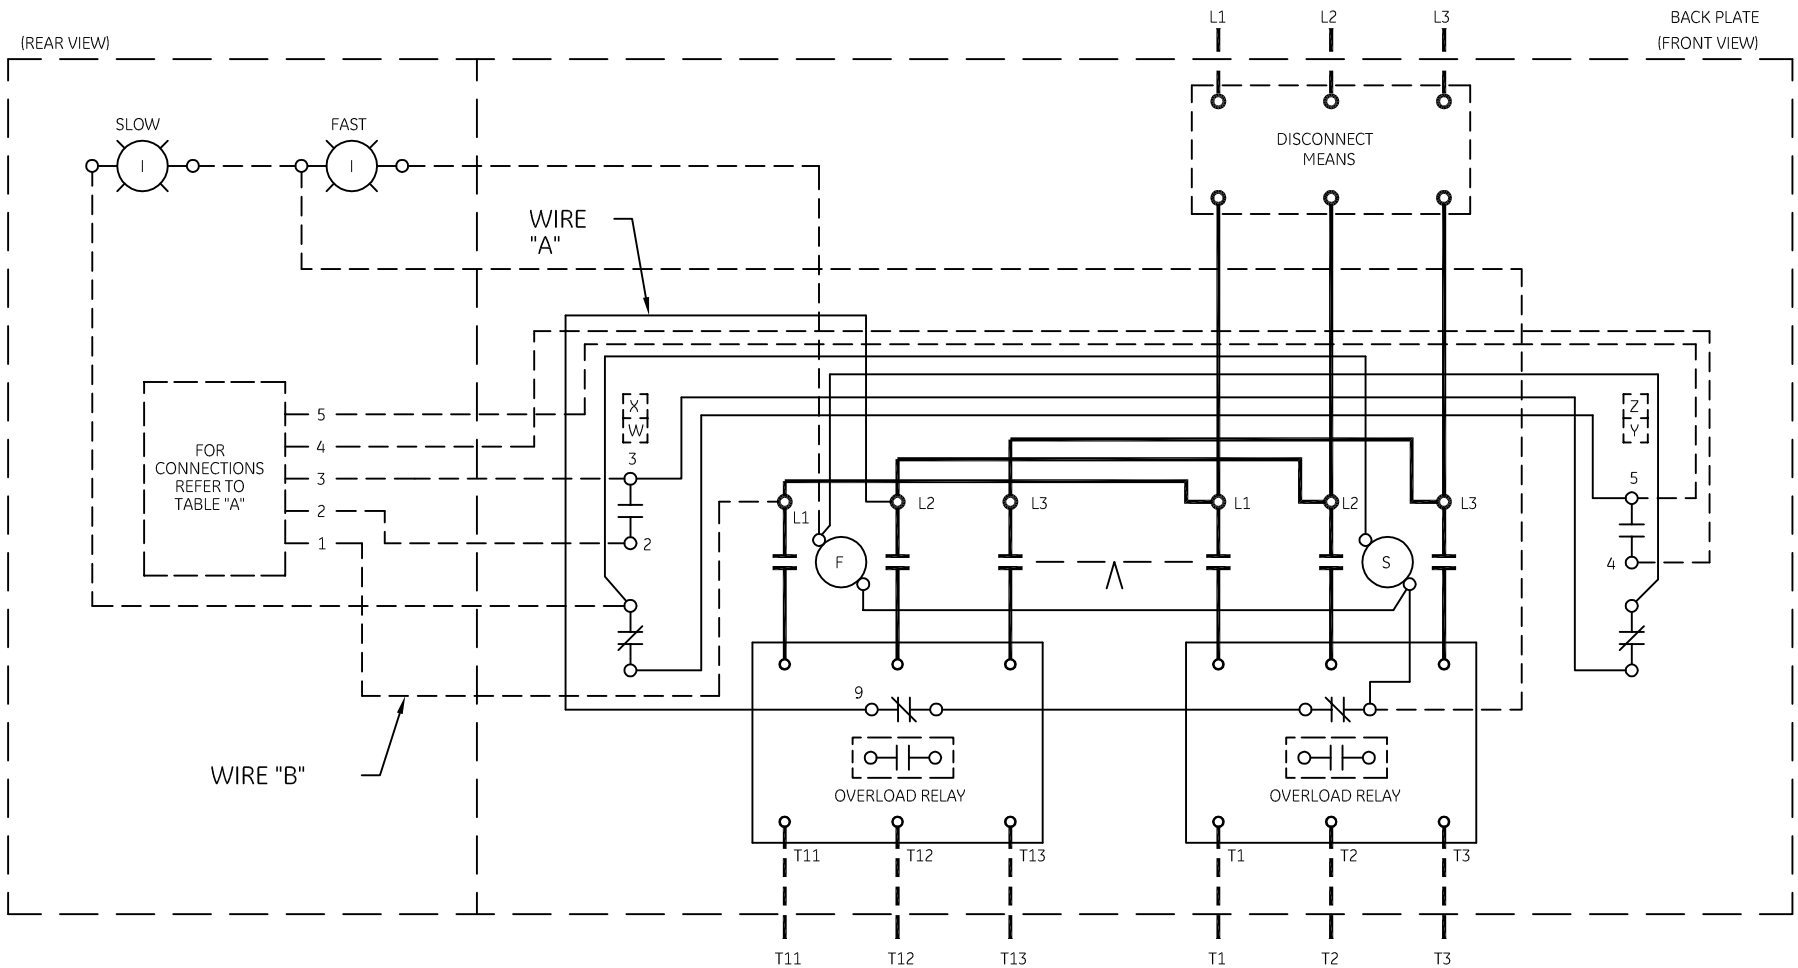 L1 L2 L3 BACK PLATE
(REAR VIEW) (FRONT VIEW)
SLOW FAST
I I
DISCONNECT
MEANS
WIRE
"A"
5
4
3
2
1
FOR
CONNECTIONS
REFER TO
TABLE "A"
X
W
3
2
Z
Y
5
4
L1 L2 L3 L1 L2 L3
F S
9
WIRE "B"
OVERLOAD RELAY OVERLOAD RELAY
T11 T12 T13 T1 T2 T3
T11 T12 T13 T1 T2 T3